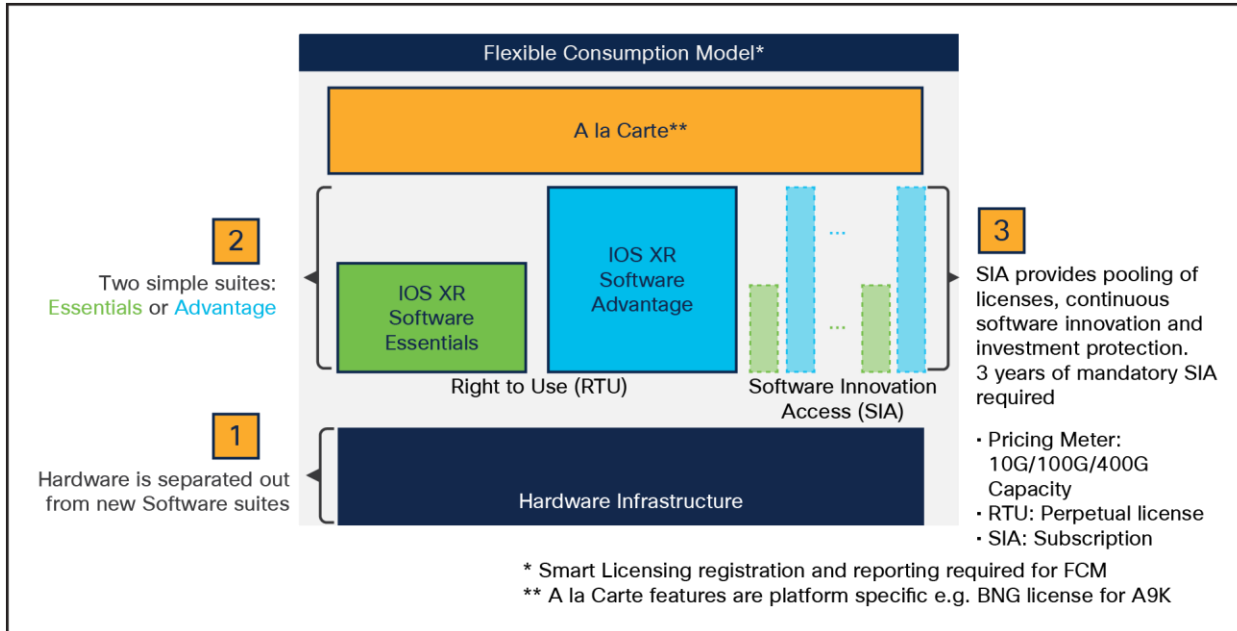 Flexible Consumption Model*
A la Carte**
2
Two simple suites:
Essentials or Advantage
IOS XR
Software
Essentials
IOS XR
Software
Advantage
...
...
Right to Use (RTU)
Software Innovation
Access (SIA)
3
SIA provides pooling of
licenses, continuous
software innovation and
investment protection.
3 years of mandatory SIA
required
· Pricing Meter:
10G/100G/400G
Capacity
· RTU: Perpetual license
· SIA: Subscription
1
Hardware is separated out
from new Software suites
Hardware Infrastructure
* Smart Licensing registration and reporting required for FCM
** A la Carte features are platform specific e.g. BNG license for A9K